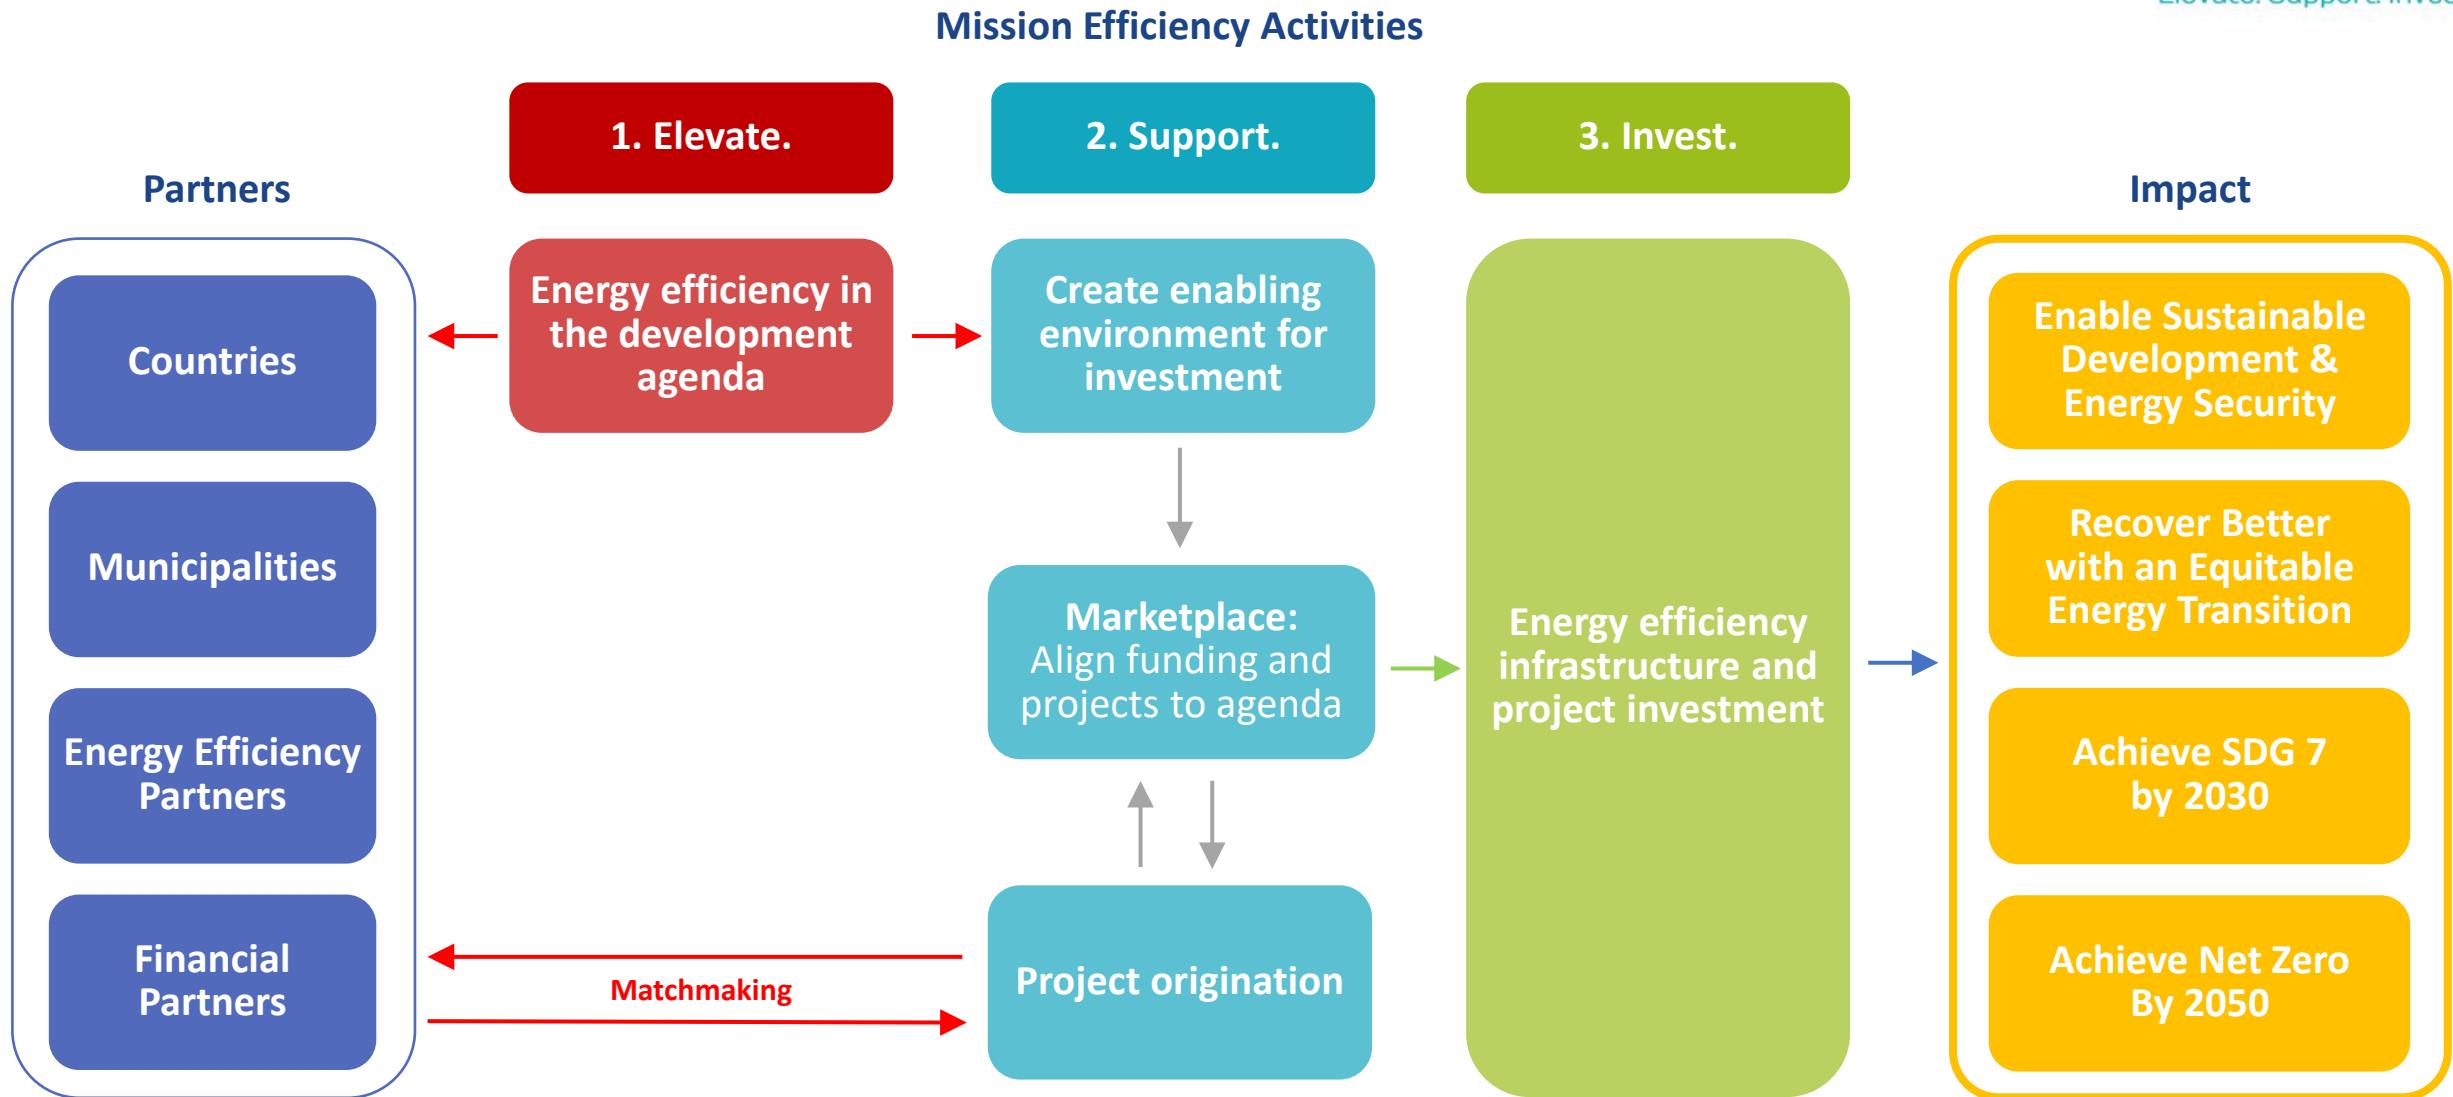 Elevate. Support. Inves
Mission Efficiency Activities
1. Elevate.
2. Support.
3. Invest.
Partners
Impact
Countries
Municipalities
Energy Efficiency
Partners
Financial
Partners
Energy efficiency in
the development
agenda
Matchmaking
Create enabling
environment for
investment
Marketplace:
Align funding and
projects to agenda
Project origination
Energy efficiency
infrastructure and
project investment
Enable Sustainable
Development &
Energy Security
Recover Better
with an Equitable
Energy Transition
Achieve SDG 7
by 2030
Achieve Net Zero
By 2050